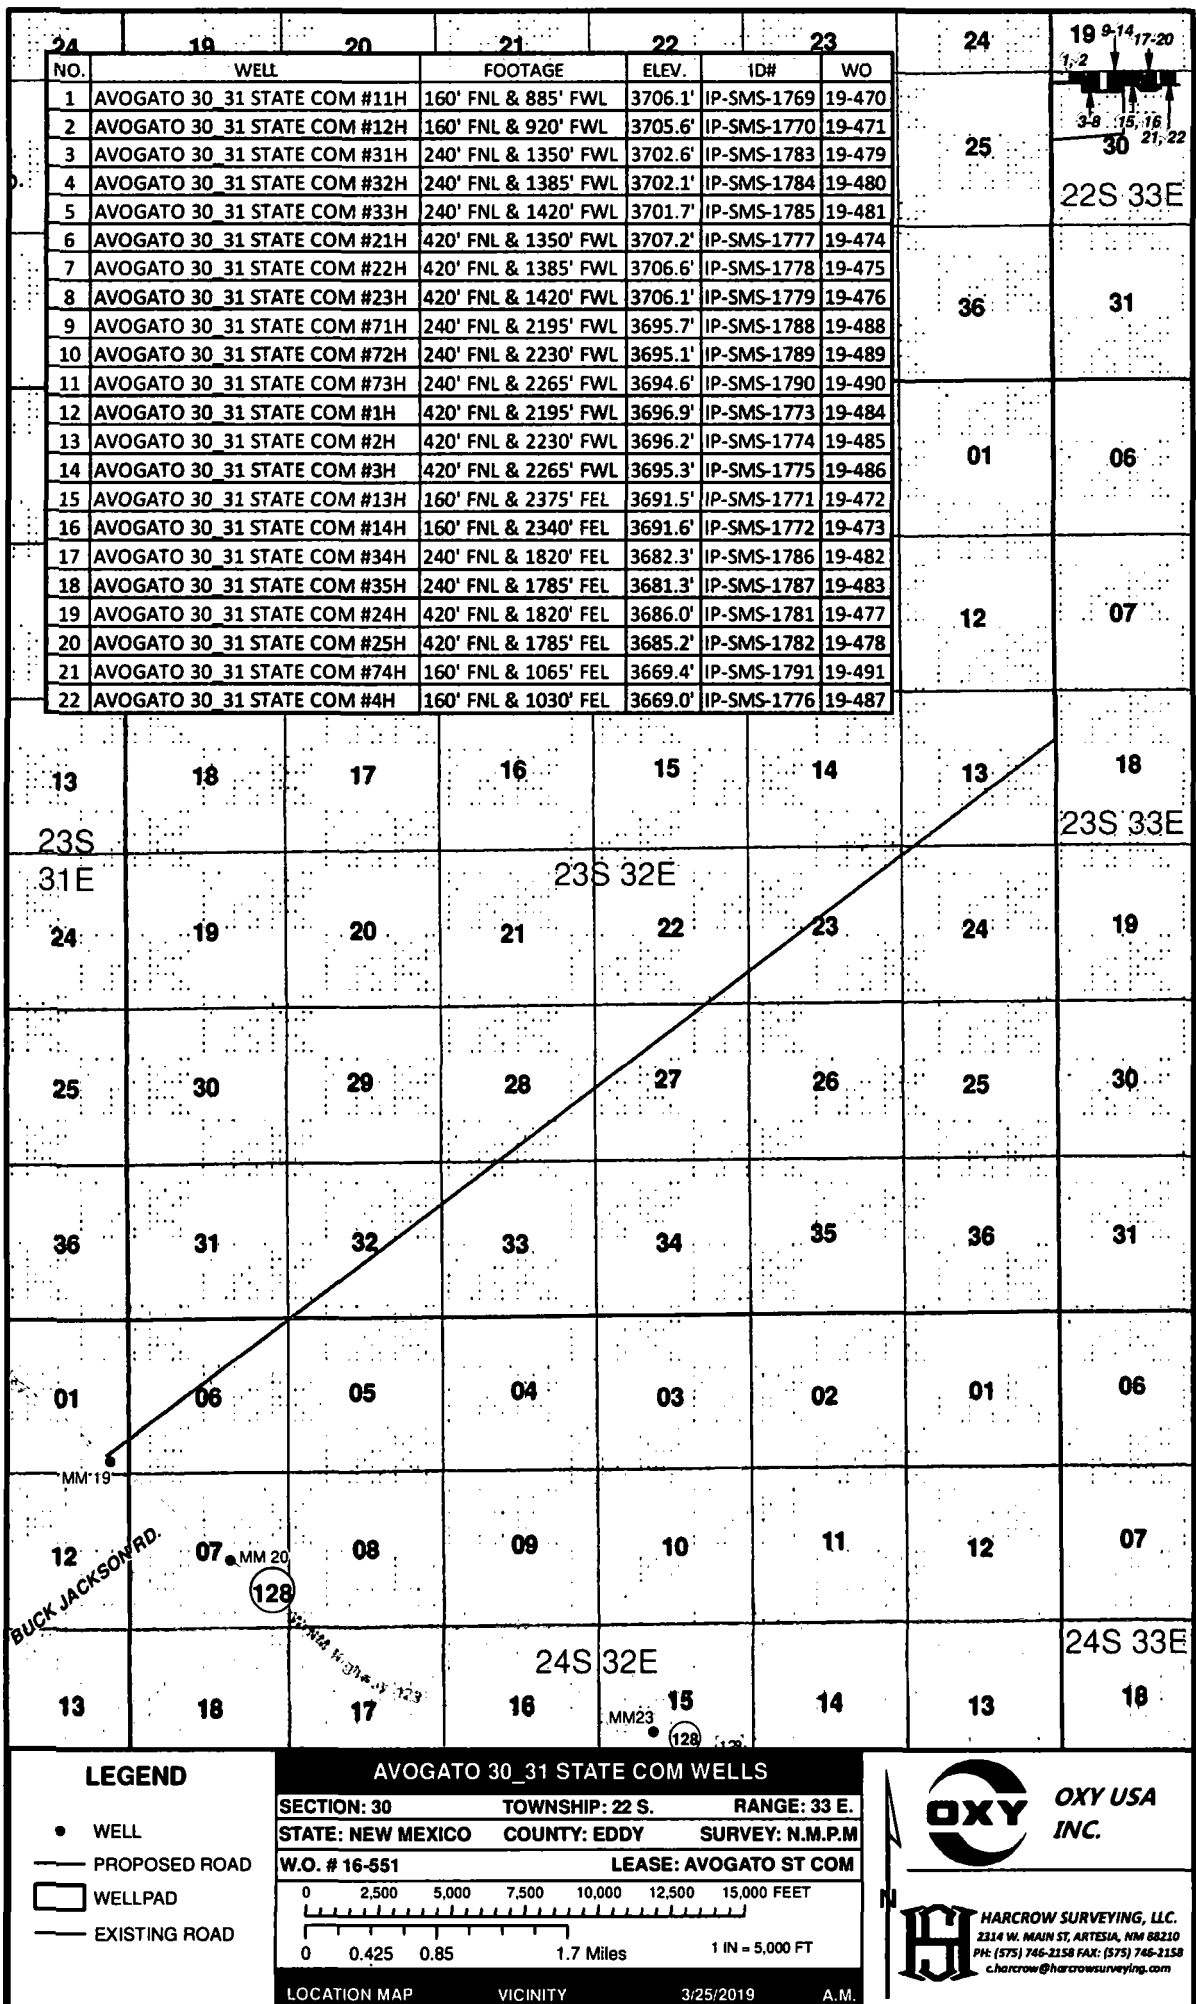 24 19 20 21 22 23 24 19 9-14 17-20
1, 2
NO. WELL FOOTAGE ELEV. ID# WO
1 AVOGATO 30_31 STATE COM #11H 160' FNL & 885' FWL 3706.1' IP-SMS-1769 19-470
2 AVOGATO 30_31 STATE COM #12H 160' FNL & 920' FWL 3705.6' IP-SMS-1770 19-471
3 AVOGATO 30_31 STATE COM #31H 240' FNL & 1350' FWL 3702.6' IP-SMS-1783 19-479
4 AVOGATO 30_31 STATE COM #32H 240' FNL & 1385' FWL 3702.1' IP-SMS-1784 19-480
5 AVOGATO 30_31 STATE COM #33H 240' FNL & 1420' FWL 3701.7' IP-SMS-1785 19-481
6 AVOGATO 30_31 STATE COM #21H 420' FNL & 1350' FWL 3707.2' IP-SMS-1777 19-474
7 AVOGATO 30_31 STATE COM #22H 420' FNL & 1385' FWL 3706.6' IP-SMS-1778 19-475
8 AVOGATO 30_31 STATE COM #23H 420' FNL & 1420' FWL 3706.1' IP-SMS-1779 19-476
9 AVOGATO 30_31 STATE COM #71H 240' FNL & 2195' FWL 3695.7' IP-SMS-1788 19-488
10 AVOGATO 30_31 STATE COM #72H 240' FNL & 2230' FWL 3695.1' IP-SMS-1789 19-489
11 AVOGATO 30_31 STATE COM #73H 240' FNL & 2265' FWL 3694.6' IP-SMS-1790 19-490
12 AVOGATO 30_31 STATE COM #1H 420' FNL & 2195' FWL 3696.9' IP-SMS-1773 19-484
13 AVOGATO 30_31 STATE COM #2H 420' FNL & 2230' FWL 3696.2' IP-SMS-1774 19-485
14 AVOGATO 30_31 STATE COM #3H 420' FNL & 2265' FWL 3695.3' IP-SMS-1775 19-486
15 AVOGATO 30_31 STATE COM #13H 160' FNL & 2375' FEL 3691.5' IP-SMS-1771 19-472
16 AVOGATO 30_31 STATE COM #14H 160' FNL & 2340' FEL 3691.6' IP-SMS-1772 19-473
17 AVOGATO 30_31 STATE COM #34H 240' FNL & 1820' FEL 3682.3' IP-SMS-1786 19-482
18 AVOGATO 30_31 STATE COM #35H 240' FNL & 1785' FEL 3681.3' IP-SMS-1787 19-483
19 AVOGATO 30_31 STATE COM #24H 420' FNL & 1820' FEL 3686.0' IP-SMS-1781 19-477
20 AVOGATO 30_31 STATE COM #25H 420' FNL & 1785' FEL 3685.2' IP-SMS-1782 19-478
21 AVOGATO 30_31 STATE COM #74H 160' FNL & 1065' FEL 3669.4' IP-SMS-1791 19-491
22 AVOGATO 30_31 STATE COM #4H 160' FNL & 1030' FEL 3669.0' IP-SMS-1776 19-487
3-8 15, 16
21, 22
25 30
22S 33E
36 31
01 06
12 07
13 18 17 16 15 14 13 18
23S 23S 33E
31E 23S 32E
24 19 20 21 22 23 24 19
25 30 29 28 27 26 25 30
36 31 32 33 34 35 36 31
01 06 05 04 03 02 01 06
MM 19
12 07 MM 20 08 09 10 11 12 07
128
BUCK JACKSON RD.
24S 32E 24S 33E
13 18 17 16 15 14 13 18
MM23
128
LEGEND
WELL
PROPOSED ROAD
WELLPAD
EXISTING ROAD
AVOGATO 30_31 STATE COM WELLS
SECTION: 30 TOWNSHIP: 22 S. RANGE: 33 E.
STATE: NEW MEXICO COUNTY: EDDY SURVEY: N.M.P.M
W.O. # 16-551 LEASE: AVOGATO ST COM
0 2,500 5,000 7,500 10,000 12,500 15,000 FEET
0 0.425 0.85 1.7 Miles 1 IN = 5,000 FT
LOCATION MAP VICINITY 3/25/2019 A.M.
N
OXY
OXY USA
INC.
HARCROW SURVEYING, LLC.
2314 W. MAIN ST, ARTESIA, NM 88210
PH: (575) 746-2158 FAX: (575) 746-2158
c.harcrow@harcrowsurveying.com